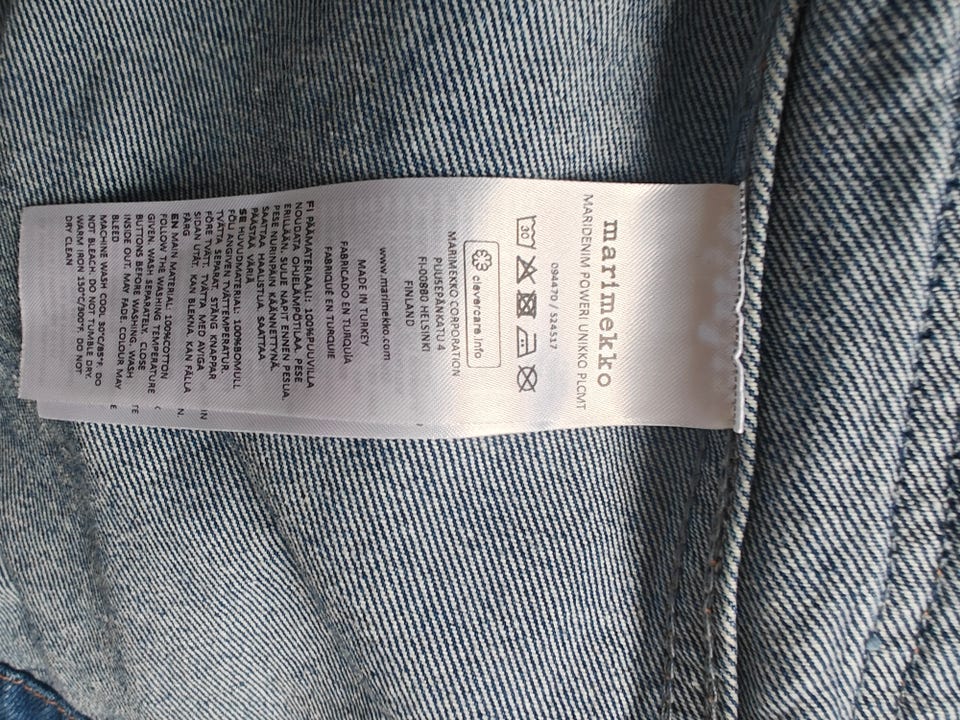 marimekko
MARIDENIM POWERI UNIKKO PLCMT
094470 / 524517
30
clevercare.info
MARIMEKKO CORPORATION
PUUSEPÄNKATU 4
FI-00880 HELSINKI
FINLAND
www.marimekko.com
MADE IN TURKEY
FABRICADO EN TURQUÍA
FABRIQUÉ EN TURQUIE
FI PÄÄMATERIAALI: 100%PUUVILLA
NOUDATA OHJELÄMPÖTILAA. PESE
ERILLÄÄN. SULJE NAPIT ENNEN PESUA.
PESE NURINPÄIN KÄÄNNETTYNÄ.
SAATTAA HAALISTUA. SAATTAA
PÄÄSTÄÄ VÄRIÄ
SE HUVUDMATERIAL: 100%BOMULL
FÖLJ ANGIVEN TVÄTTEMPERATUR.
TVÄTTA SEPARAT. STÄNG KNAPPAR
FÖRE TVÄTT. TVÄTTA MED AVIGA
SIDAN UTÅT. KAN BLEKNA. KAN FÄLLA
FÄRG
EN MAIN MATERIAL: 100%COTTON
FOLLOW THE WASHING TEMPERATURE
GIVEN. WASH SEPARATELY. CLOSE
BUTTONS BEFORE WASHING. WASH
INSIDE OUT. MAY FADE COLOUR MAY
BLEED
MACHINE WASH COOL 30°C/85°F. DO
NOT BLEACH. DO NOT TUMBLE DRY.
WARM IRON 150°C/300°F. DO NOT
DRY CLEAN